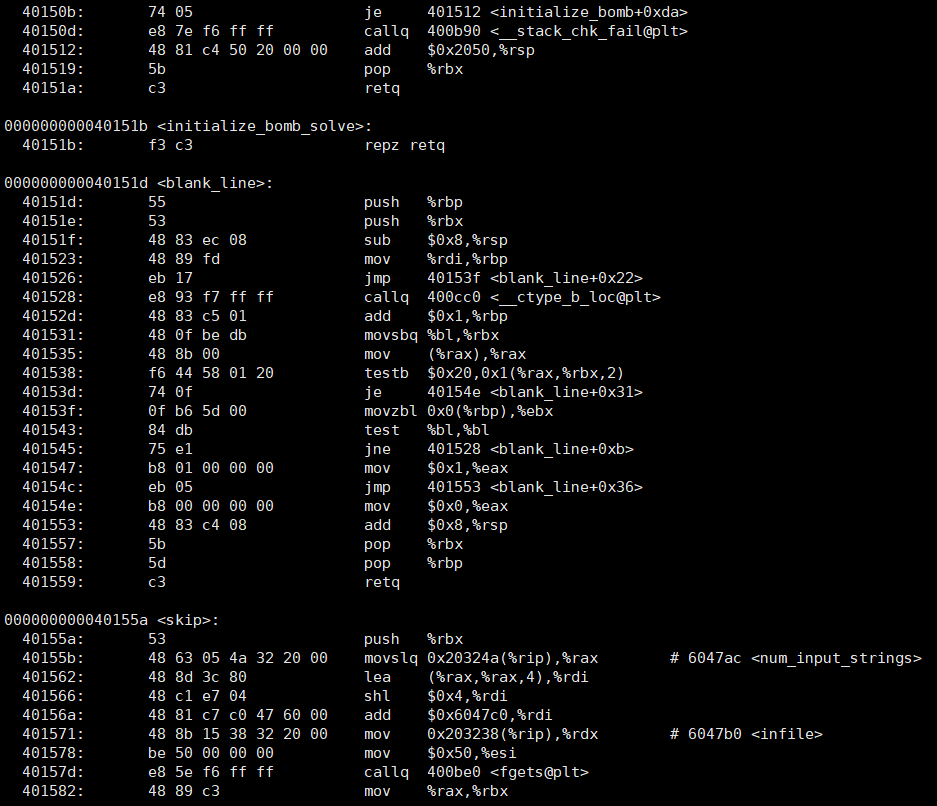 40150b: 74 05 je 401512 <initialize_bomb+0xda>
40150d: e8 7e f6 ff ff callq 400b90 <__stack_chk_fail@plt>
401512: 48 81 c4 50 20 00 00 add $0x2050,%rsp
401519: 5b pop %rbx
40151a: c3 retq
000000000040151b <initialize_bomb_solve>:
40151b: f3 c3 repz retq
000000000040151d <blank_line>:
40151d: 55 push %rbp
40151e: 53 push %rbx
40151f: 48 83 ec 08 sub $0x8,%rsp
401523: 48 89 fd mov %rdi,%rbp
401526: eb 17 jmp 40153f <blank_line+0x22>
401528: e8 93 f7 ff ff callq 400cc0 <__ctype_b_loc@plt>
40152d: 48 83 c5 01 add $0x1,%rbp
401531: 48 0f be db movsbq %bl,%rbx
401535: 48 8b 00 mov (%rax),%rax
401538: f6 44 58 01 20 testb $0x20,0x1(%rax,%rbx,2)
40153d: 74 0f je 40154e <blank_line+0x31>
40153f: 0f b6 5d 00 movzbl 0x0(%rbp),%ebx
401543: 84 db test %bl,%bl
401545: 75 e1 jne 401528 <blank_line+0xb>
401547: b8 01 00 00 00 mov $0x1,%eax
40154c: eb 05 jmp 401553 <blank_line+0x36>
40154e: b8 00 00 00 00 mov $0x0,%eax
401553: 48 83 c4 08 add $0x8,%rsp
401557: 5b pop %rbx
401558: 5d pop %rbp
401559: c3 retq
000000000040155a <skip>:
40155a: 53 push %rbx
40155b: 48 63 05 4a 32 20 00 movslq 0x20324a(%rip),%rax # 6047ac <num_input_strings>
401562: 48 8d 3c 80 lea (%rax,%rax,4),%rdi
401566: 48 c1 e7 04 shl $0x4,%rdi
40156a: 48 81 c7 c0 47 60 00 add $0x6047c0,%rdi
401571: 48 8b 15 38 32 20 00 mov 0x203238(%rip),%rdx # 6047b0 <infile>
401578: be 50 00 00 00 mov $0x50,%esi
40157d: e8 5e f6 ff ff callq 400be0 <fgets@plt>
401582: 48 89 c3 mov %rax,%rbx